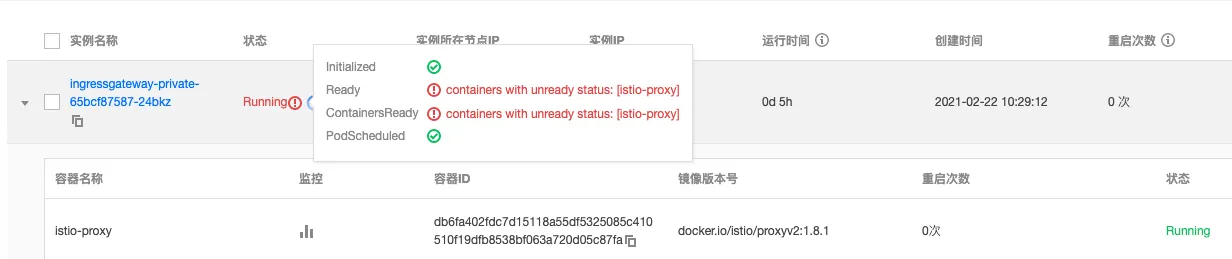 实例名称 状态 实例所在节点IP 实例IP 运行时间 创建时间 重启次数
Initialized
Ready containers with unready status: [istio-proxy]
ContainersReady containers with unready status: [istio-proxy]
PodScheduled
ingressgateway-private-
65bcf87587-24bkz
Running 0d 5h 2021-02-22 10:29:12 0 次
容器名称 监控 容器ID 镜像版本号 重启次数 状态
istio-proxy
db6fa402fdc7d15118a55df5325085c410
510f19dfb8538bf063a720d05c87fa
docker.io/istio/proxyv2:1.8.1 0次 Running